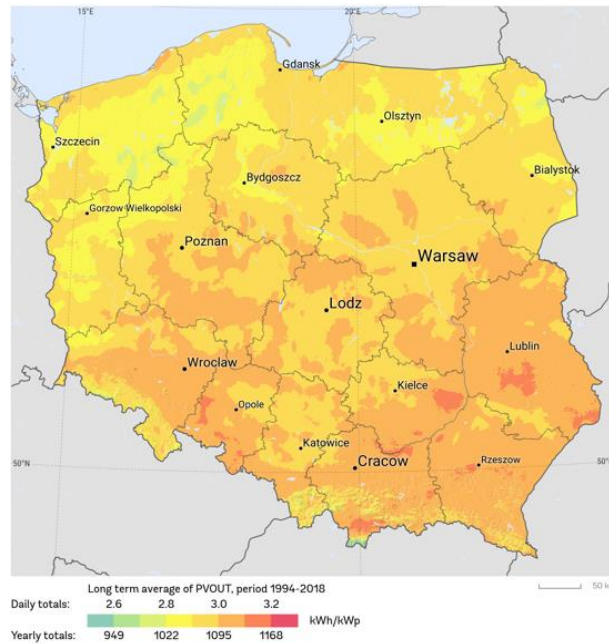 15°E 20°E
Gdansk
Olsztyn
Szczecin
Bialystok
Bydgoszcz
Gorzow Wielkopolski
Poznan
Warsaw
Lodz
Lublin
Wroclaw
Kielce
Opole
Katowice
50°N Cracow Rzeszow 50°
50 k
Long term average of PVOUT, period 1994-2018
Daily totals: 2.6 2.8 3.0 3.2
kWh/kWp
Yearly totals: 949 1022 1095 1168